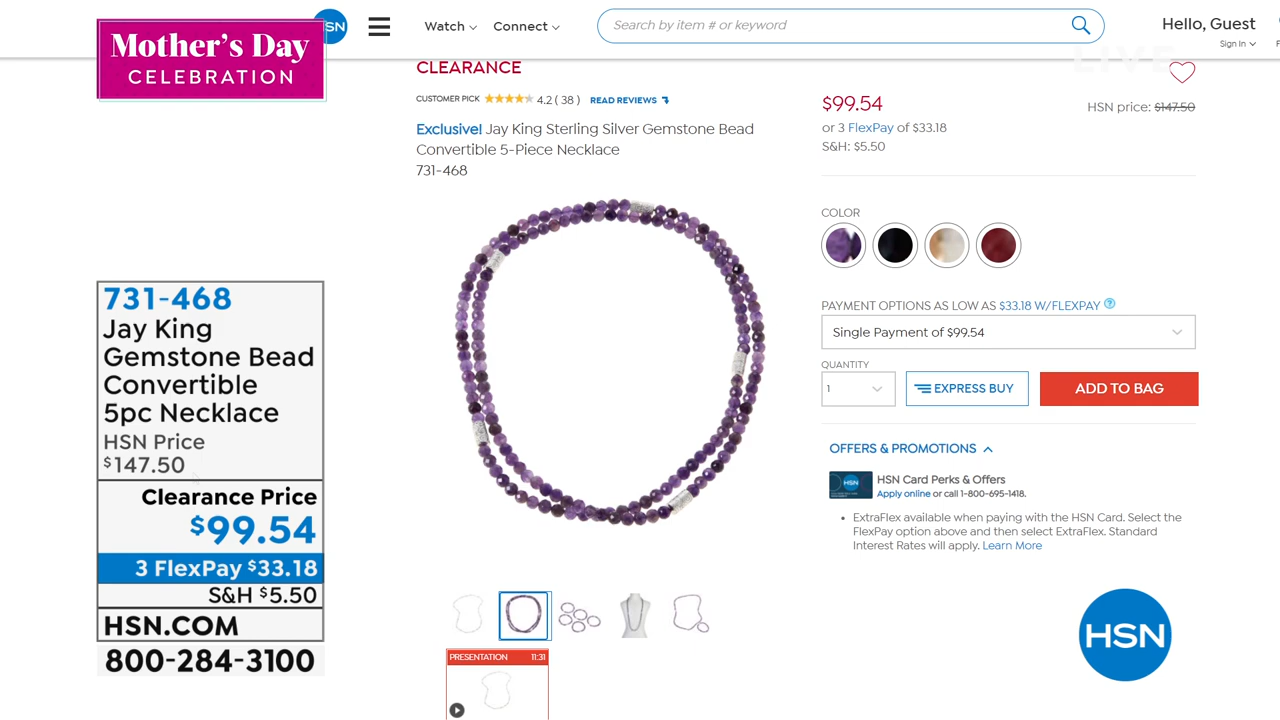 Mother's Day
CELEBRATION
SN
Watch
Connect
Search by item # or keyword
Hello, Guest
Sign In
LIVE
CLEARANCE
CUSTOMER PICK 4.2 ( 38 ) READ REVIEWS
Exclusive! Jay King Sterling Silver Gemstone Bead
Convertible 5-Piece Necklace
731-468
$99.54
HSN price: $147.50
or 3 FlexPay of $33.18
S&H: $5.50
COLOR
PAYMENT OPTIONS AS LOW AS $33.18 W/FLEXPAY ?
Single Payment of $99.54
QUANTITY
1
EXPRESS BUY
ADD TO BAG
OFFERS & PROMOTIONS
HSN
HSN Card Perks & Offers
Apply online or call 1-800-695-1418.
• ExtraFlex available when paying with the HSN Card. Select the
FlexPay option above and then select ExtraFlex. Standard
Interest Rates will apply. Learn More
731-468
Jay King
Gemstone Bead
Convertible
5pc Necklace
HSN Price
$147.50
Clearance Price
$99.54
3 FlexPay $33.18
S&H $5.50
HSN.COM
800-284-3100
PRESENTATION 11:31
HSN